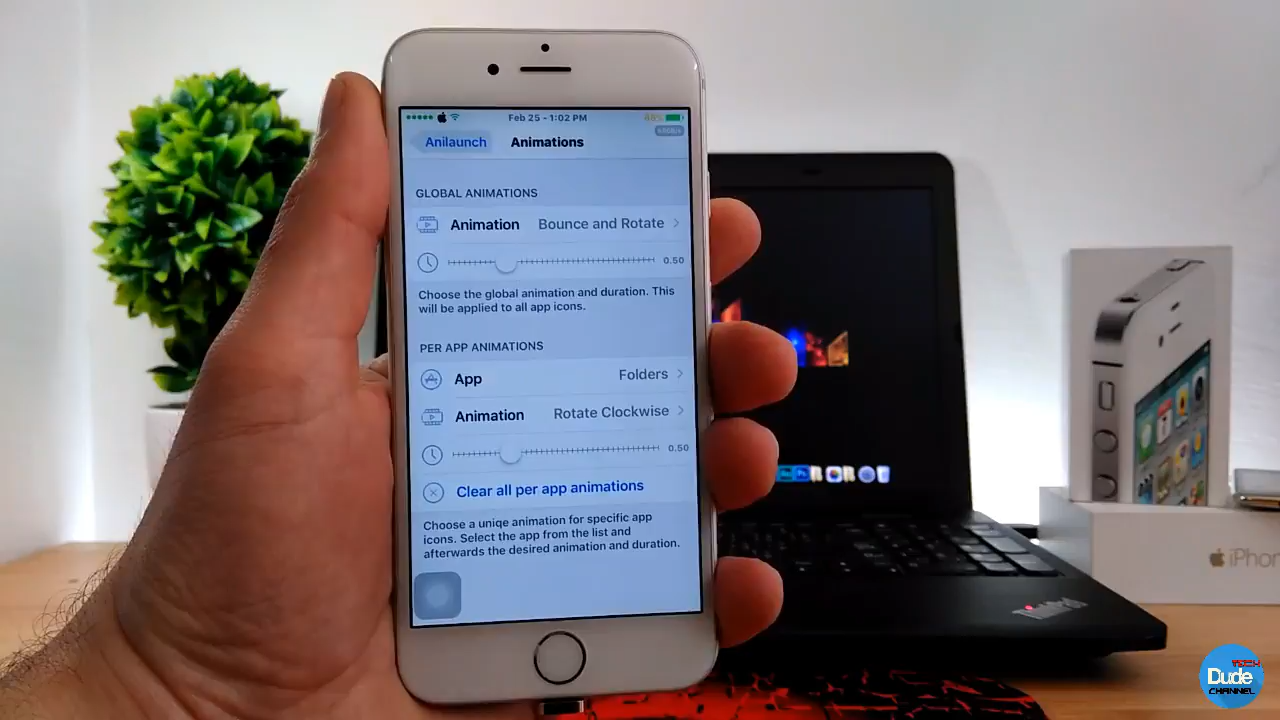 Feb 25 - 1:02 PM
Anilaunch
Animations
GLOBAL ANIMATIONS
Animation
Bounce and Rotate
0.50
Choose the global animation and duration. This
will be applied to all app icons.
PER APP ANIMATIONS
App
Folders
Animation
Rotate Clockwise
0.50
Clear all per app animations
Choose a uniqe animation for specific app
icons. Select the app from the list and
afterwards the desired animation and duration.
ThinkPad
iPhon
TECH
Dude
CHANNEL